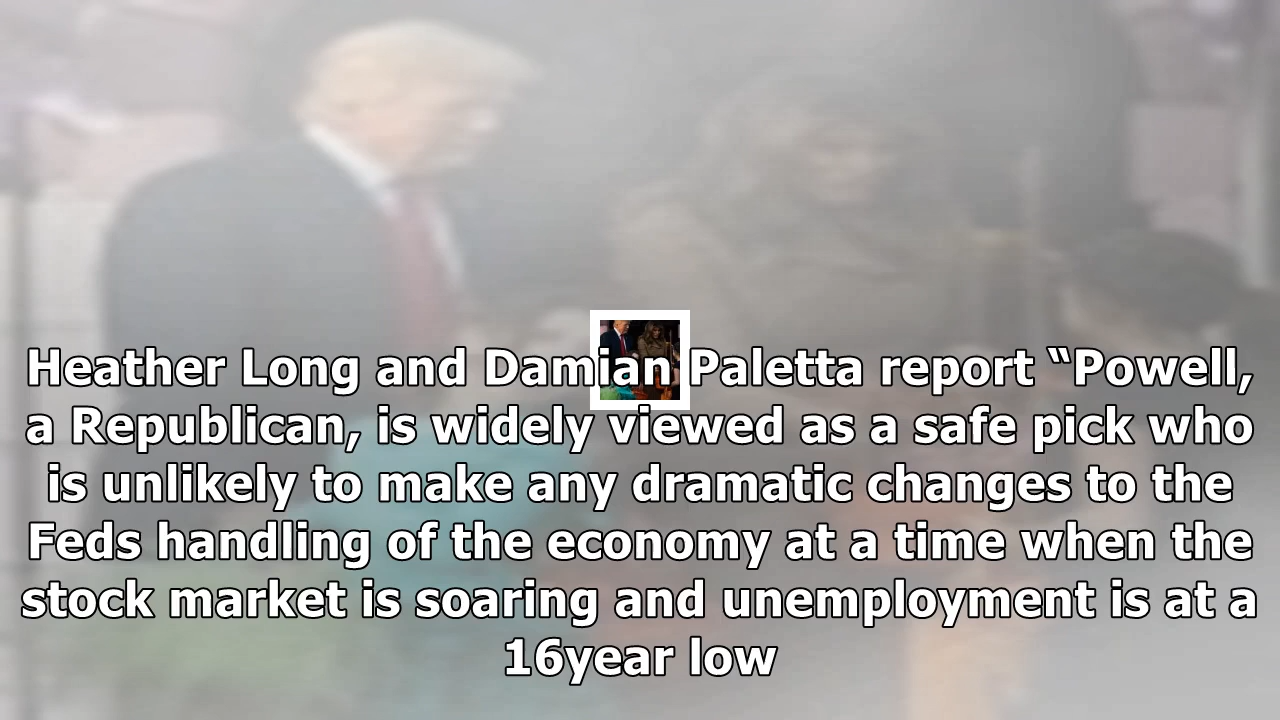 Heather Long and Damian Paletta report “Powell,
a Republican, is widely viewed as a safe pick who
is unlikely to make any dramatic changes to the
Feds handling of the economy at a time when the
stock market is soaring and unemployment is at a
16year low